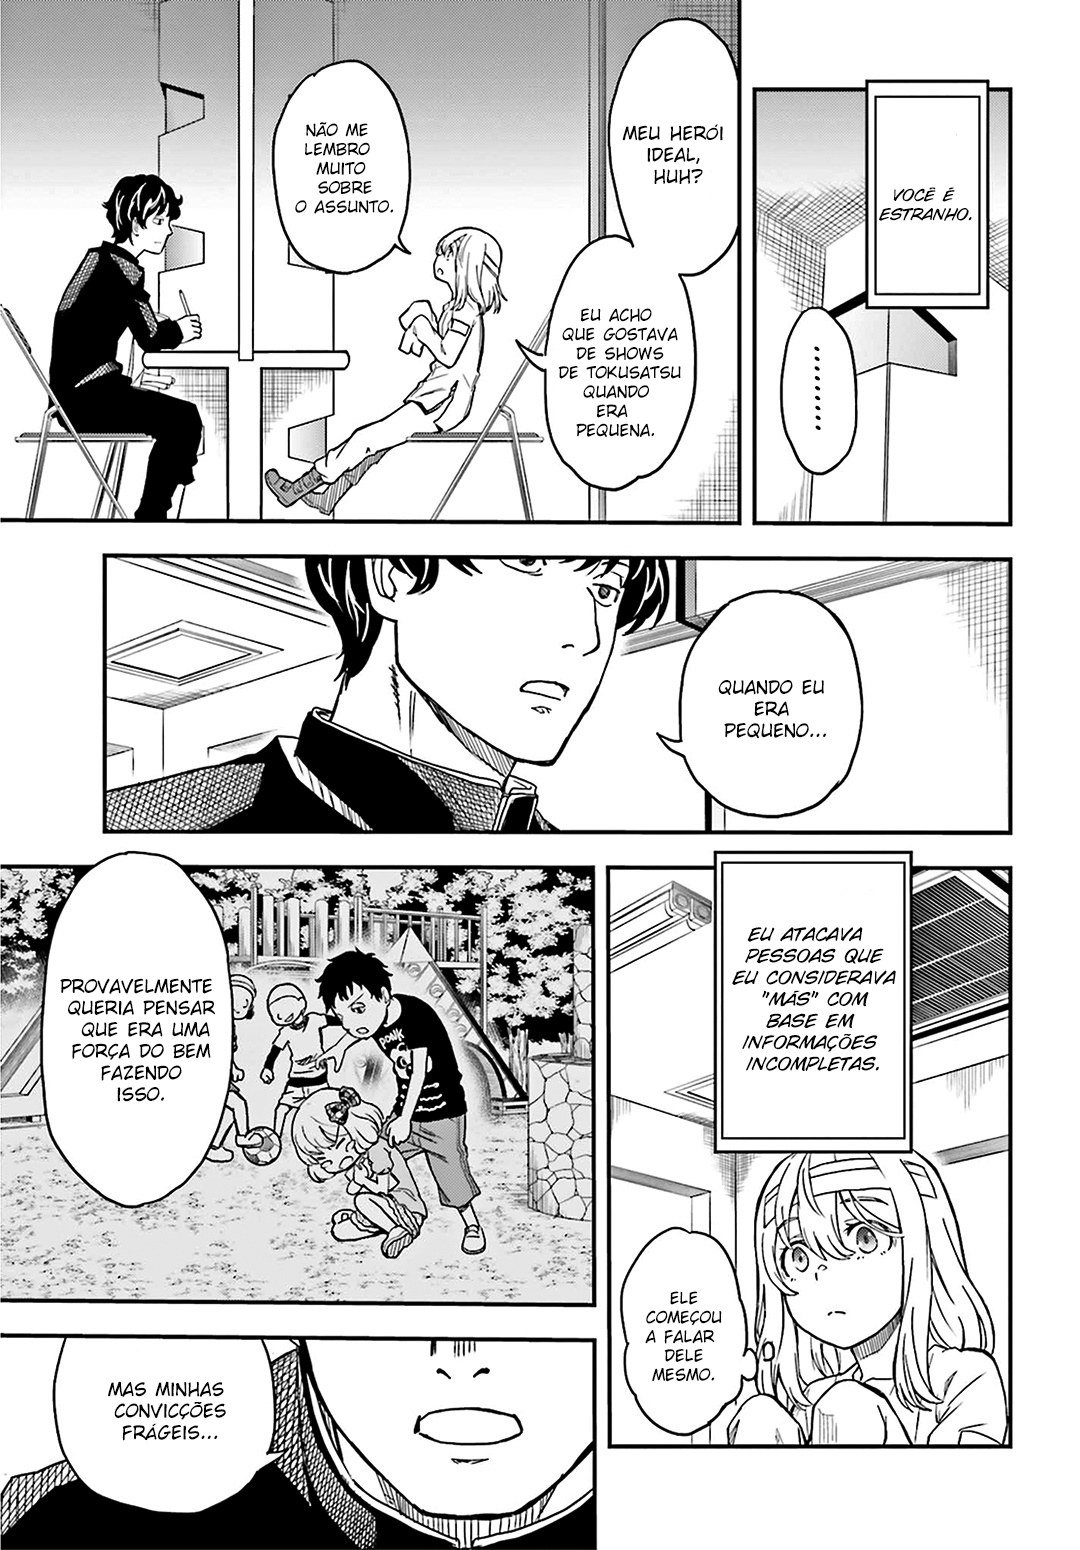 VOCÊ É
ESTRANHO.
.........
MEU HERÓI
IDEAL,
HUH?
EU ACHO
QUE GOSTAVA
DE SHOWS
DE TOKUSATSU
QUANDO
ERA
PEQUENA.
NÃO ME
LEMBRO
MUITO
SOBRE
O ASSUNTO.
QUANDO EU
ERA
PEQUENO...
EU ATACAVA
PESSOAS QUE
EU CONSIDERAVA
"MÁS" COM
BASE EM
INFORMAÇÕES
INCOMPLETAS.
ELE
COMEÇOU
A FALAR
DELE
MESMO.
PROVAVELMENTE
QUERIA PENSAR
QUE ERA UMA
FORÇA DO BEM
FAZENDO
ISSO.
MAS MINHAS
CONVICÇÕES
FRÁGEIS...